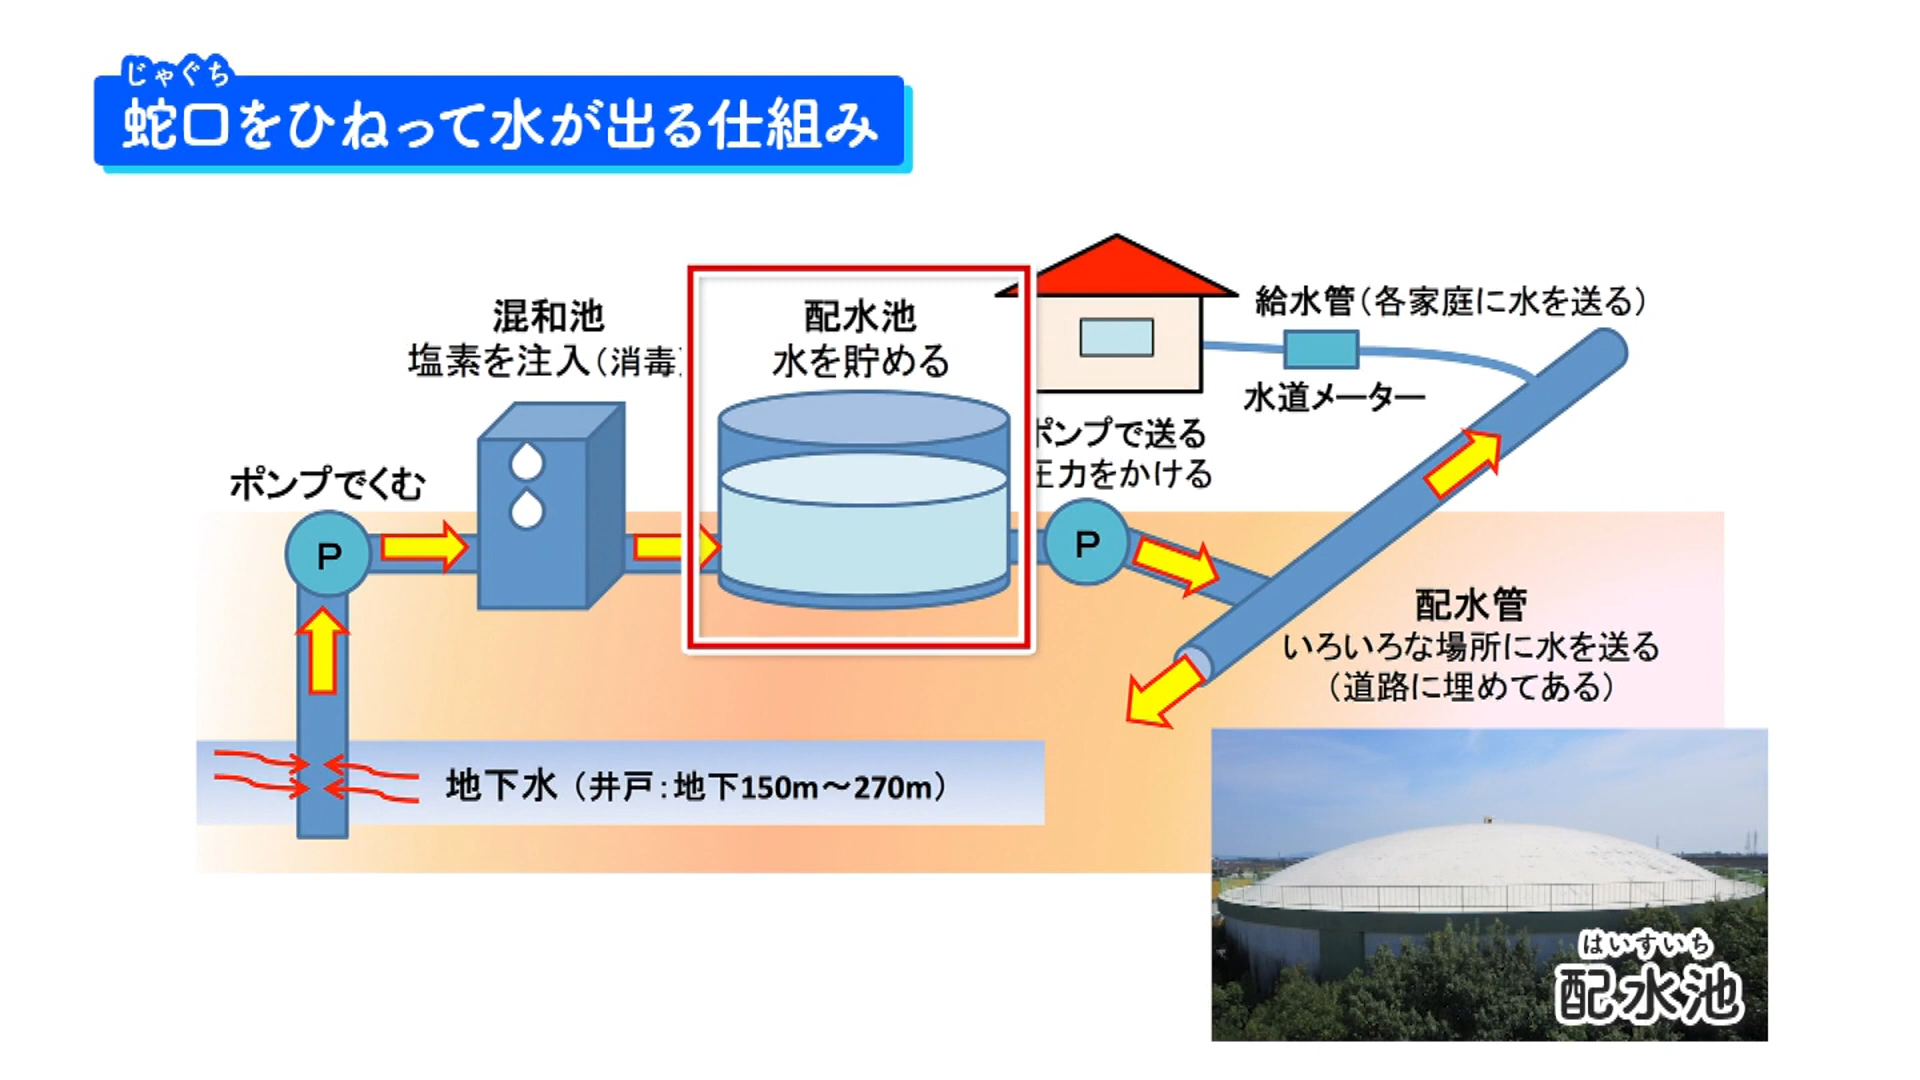 じゃぐち
蛇口をひねって水が出る仕組み
混和池
塩素を注入（消毒）
配水池
水を貯める
給水管（各家庭に水を送る）
水道メーター
ポンプで送る
圧力をかける
ポンプでくむ
P
P
配水管
いろいろな場所に水を送る
（道路に埋めてある）
地下水（井戸：地下150m～270m）
はいすいち
配水池